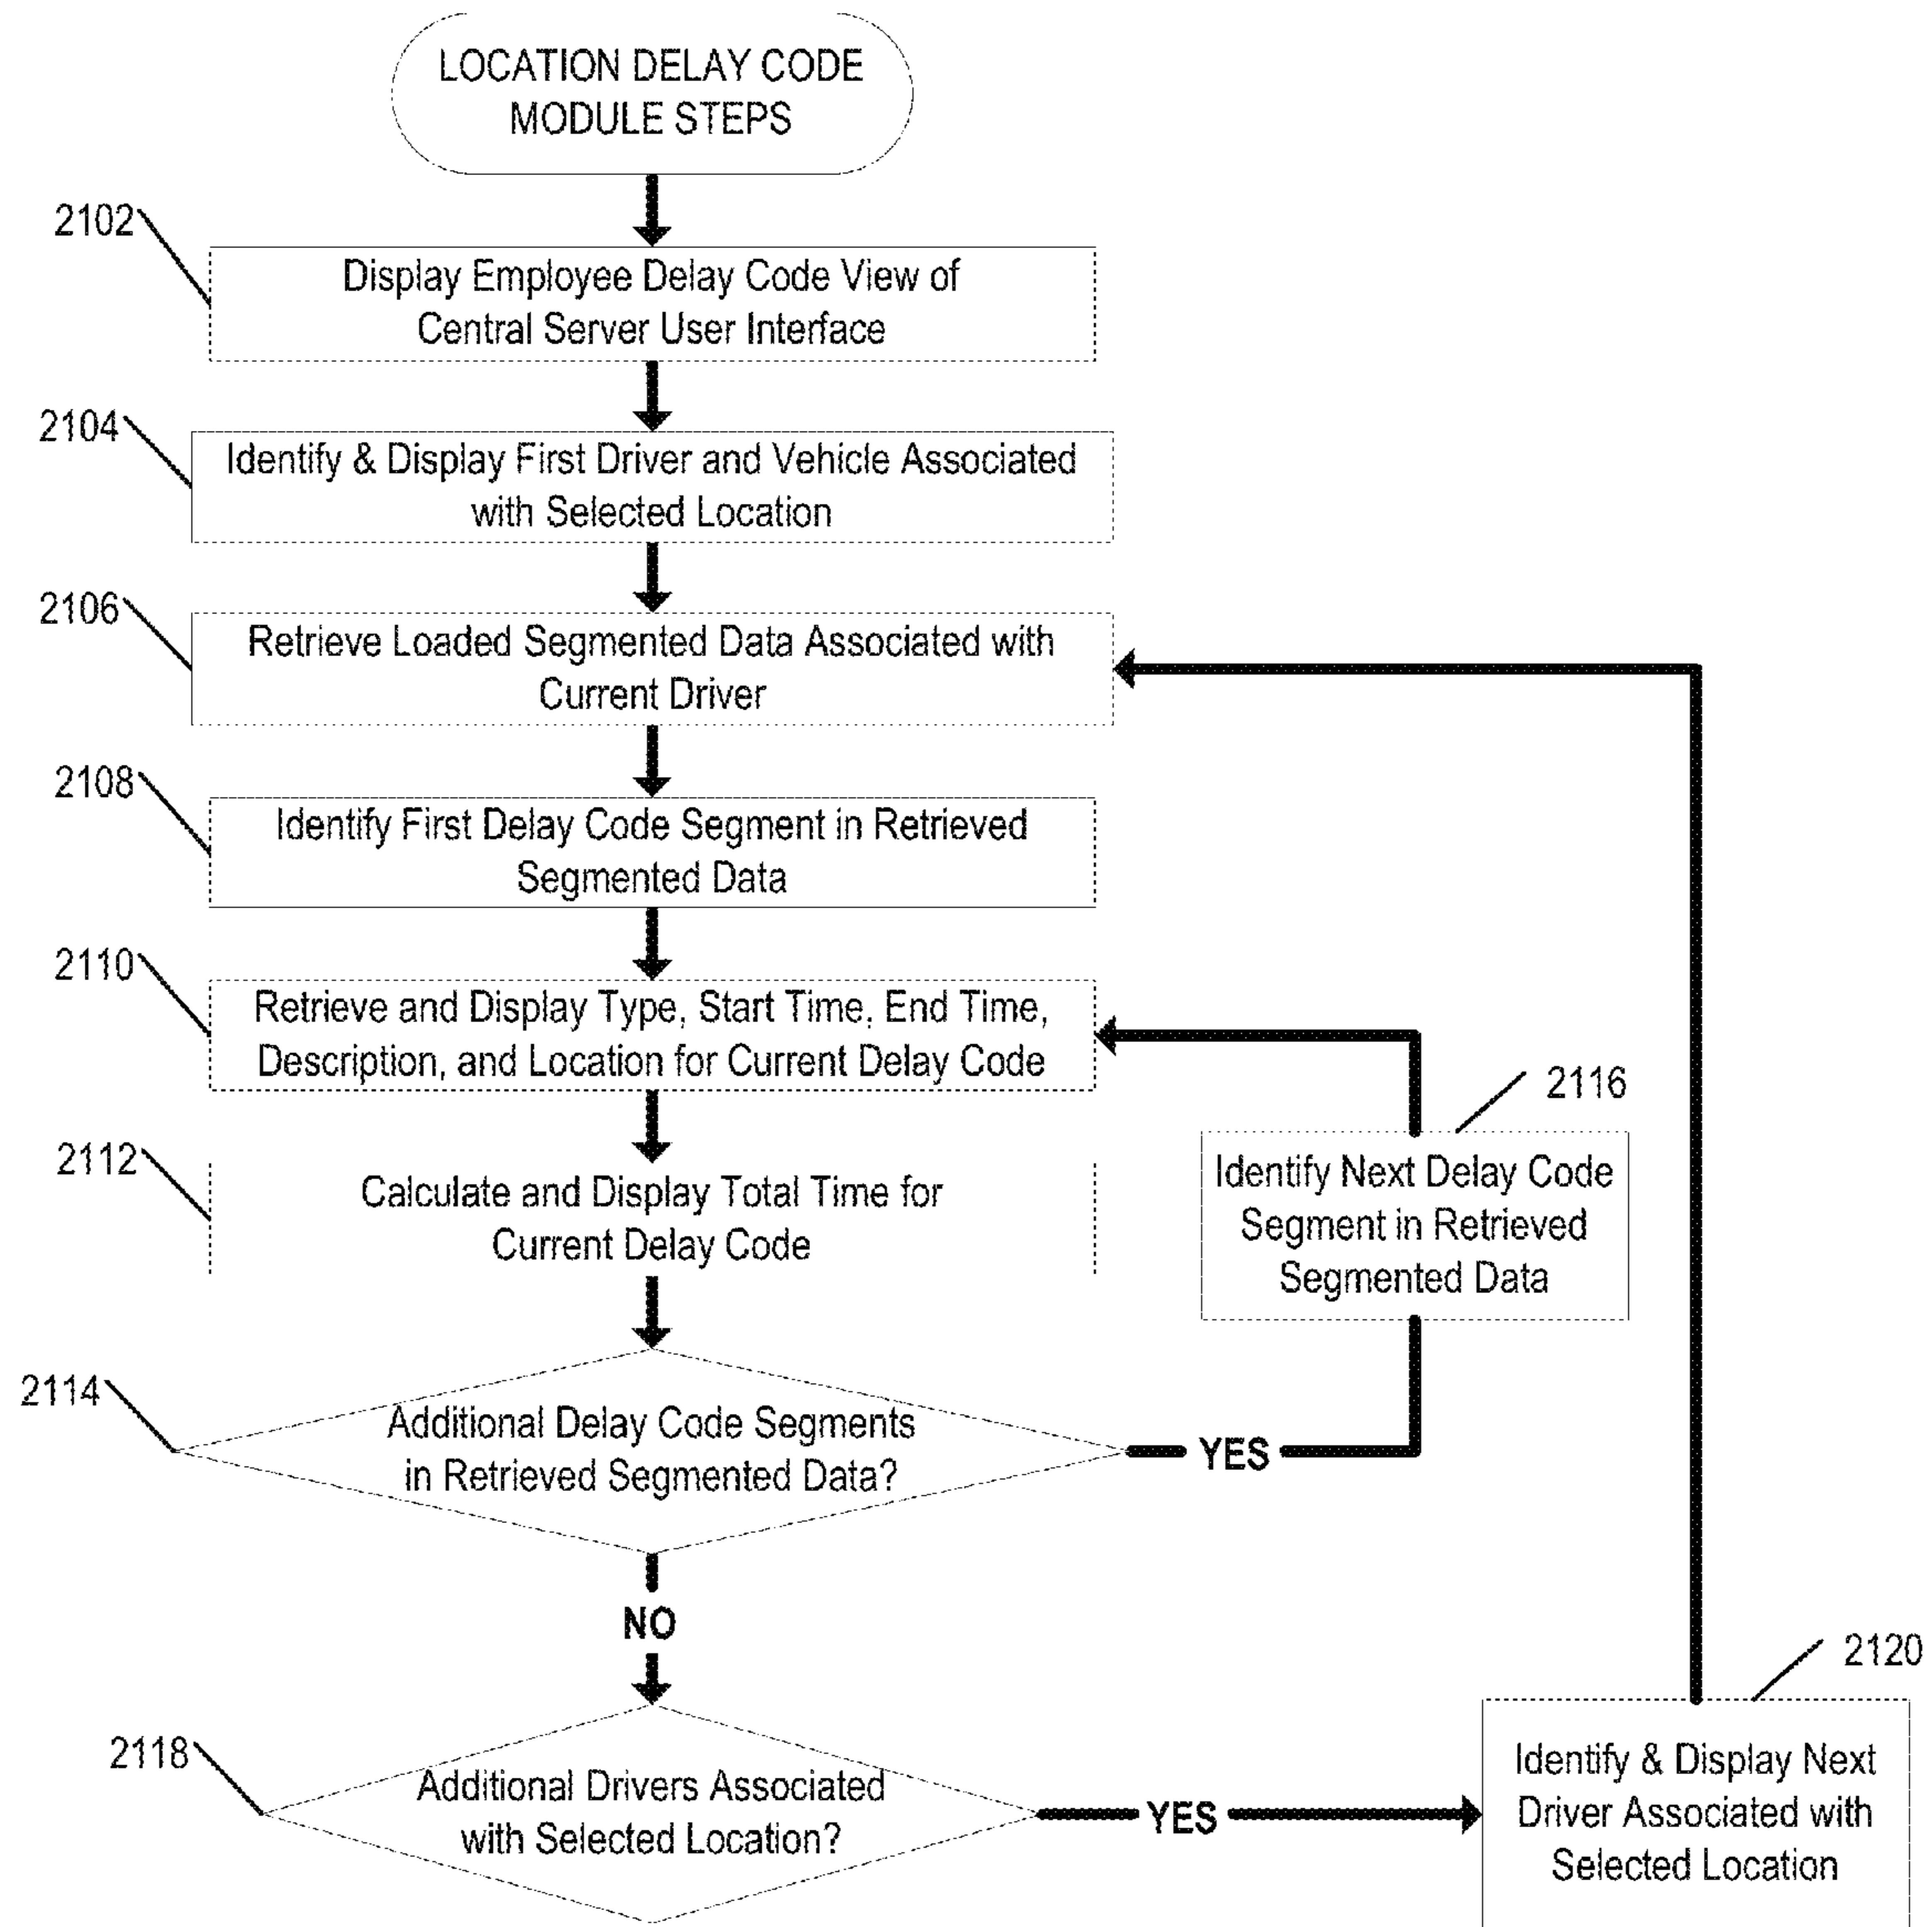 LOCATION DELAY CODE
MODULE STEPS
2102
Display Employee Delay Code View of
Central Server User Interface
2104
Identify & Display First Driver and Vehicle Associated
with Selected Location
2106
Retrieve Loaded Segmented Data Associated with
Current Driver
2108
Identify First Delay Code Segment in Retrieved
Segmented Data
2110
Retrieve and Display Type, Start Time, End Time,
Description, and Location for Current Delay Code
2116
Identify Next Delay Code
Segment in Retrieved
Segmented Data
2112
Calculate and Display Total Time for
Current Delay Code
2114
Additional Delay Code Segments
in Retrieved Segmented Data?
YES
NO
2118
Additional Drivers Associated
with Selected Location?
YES
2120
Identify & Display Next
Driver Associated with
Selected Location